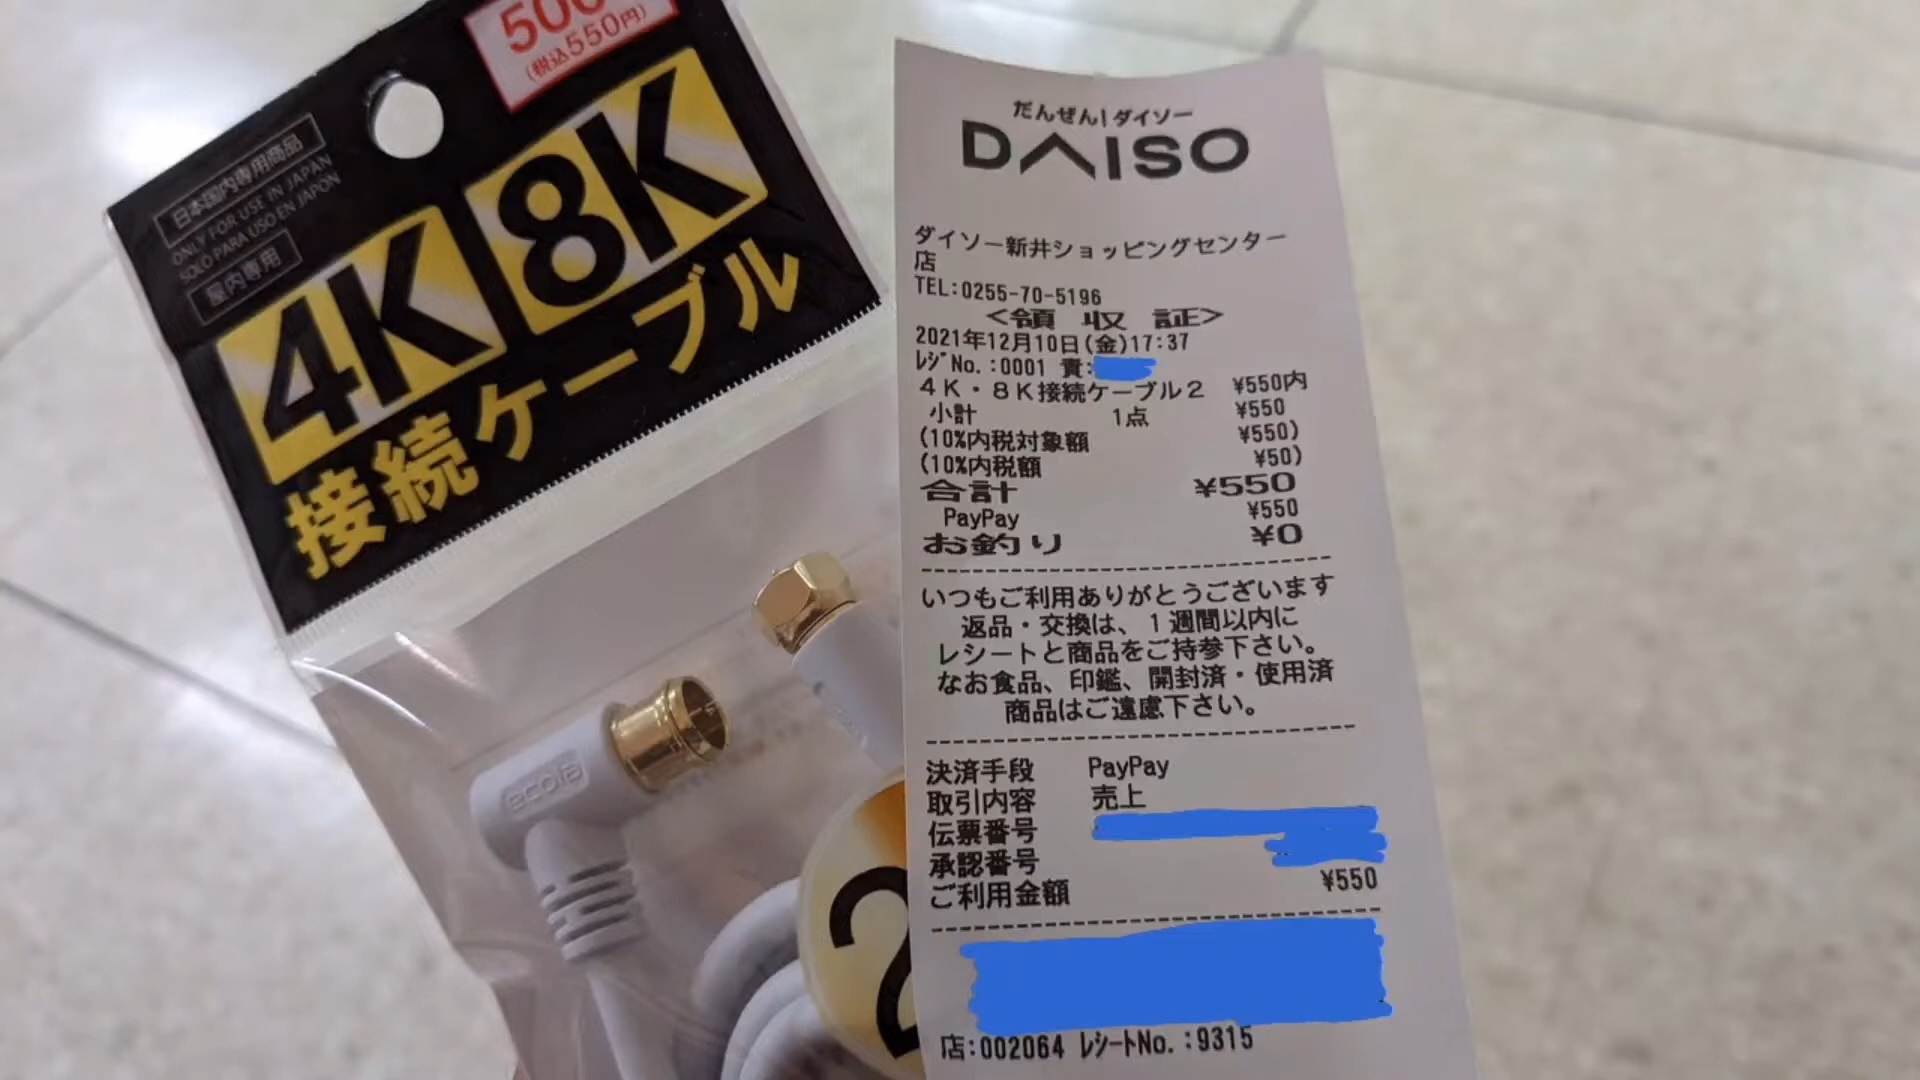 500
(税込550円)
日本国内専用商品
ONLY FOR USE IN JAPAN
SOLO PARA USO EN JAPÓN
屋内専用
4K 8K
接続ケーブル
ecola
2
だんぜん!ダイソー
DAISO
ダイソー新井ショッピングセンター
店
TEL:0255-70-5196
<領 収 証>
2021年12月10日(金)17:37
ﾚｼﾞNo.:0001 責:
4K・8K接続ケーブル2 ¥550内
小計 1点 ¥550
(10%内税対象額 ¥550)
(10%内税額 ¥50)
合計 ¥550
PayPay ¥550
お釣り ¥0
いつもご利用ありがとうございます
返品・交換は、1週間以内に
レシートと商品をご持参下さい。
なお食品、印鑑、開封済・使用済
商品はご遠慮下さい。
決済手段 PayPay
取引内容 売上
伝票番号
承認番号
ご利用金額 ¥550
店:002064 ﾚｼｰﾄNo.:9315